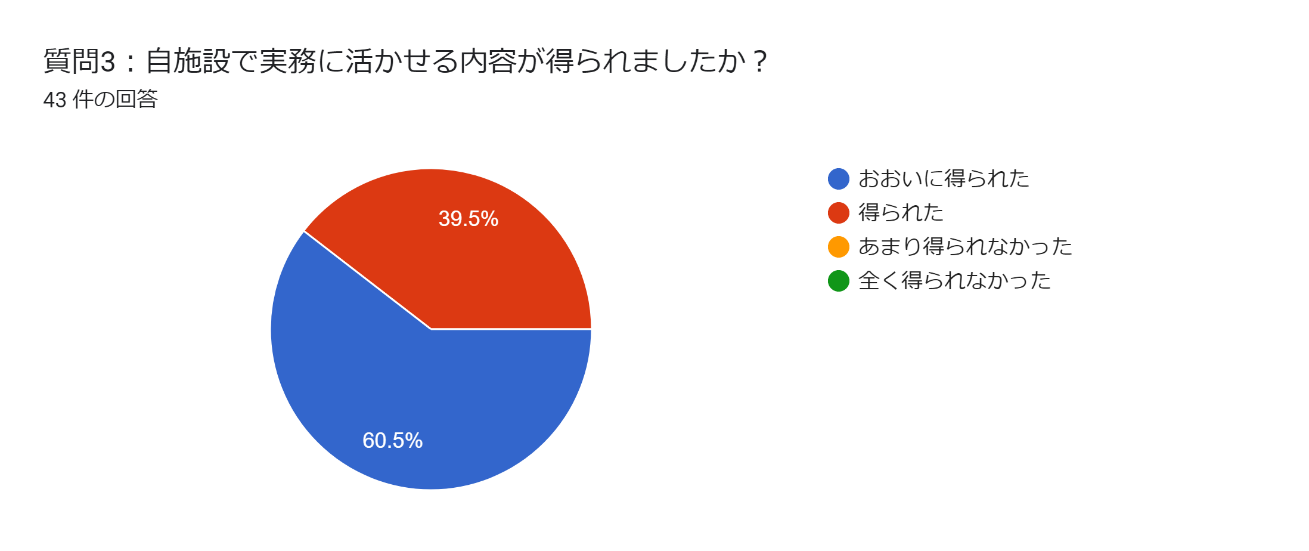 質問3：自施設で実務に活かせる内容が得られましたか？
43 件の回答
39.5%
60.5%
おおいに得られた
得られた
あまり得られなかった
全く得られなかった